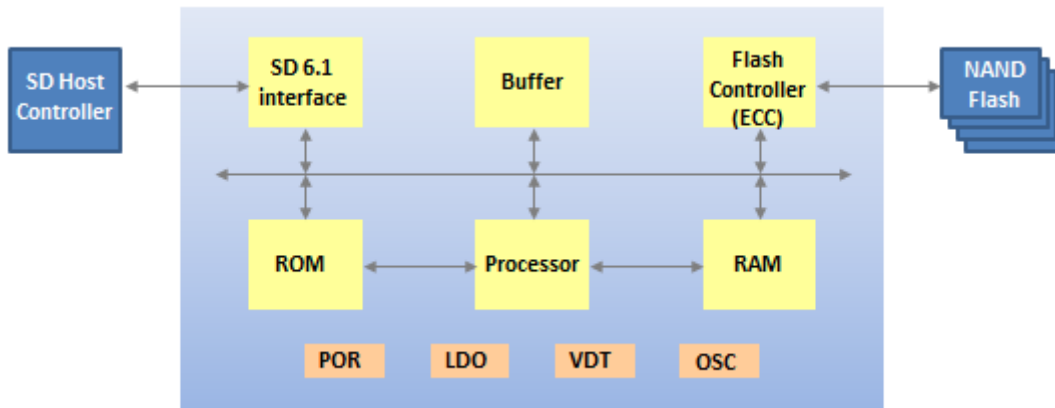 SD Host
Controller
SD 6.1
interface
Buffer
Flash
Controller
(ECC)
NAND
Flash
ROM
Processor
RAM
POR
LDO
VDT
OSC